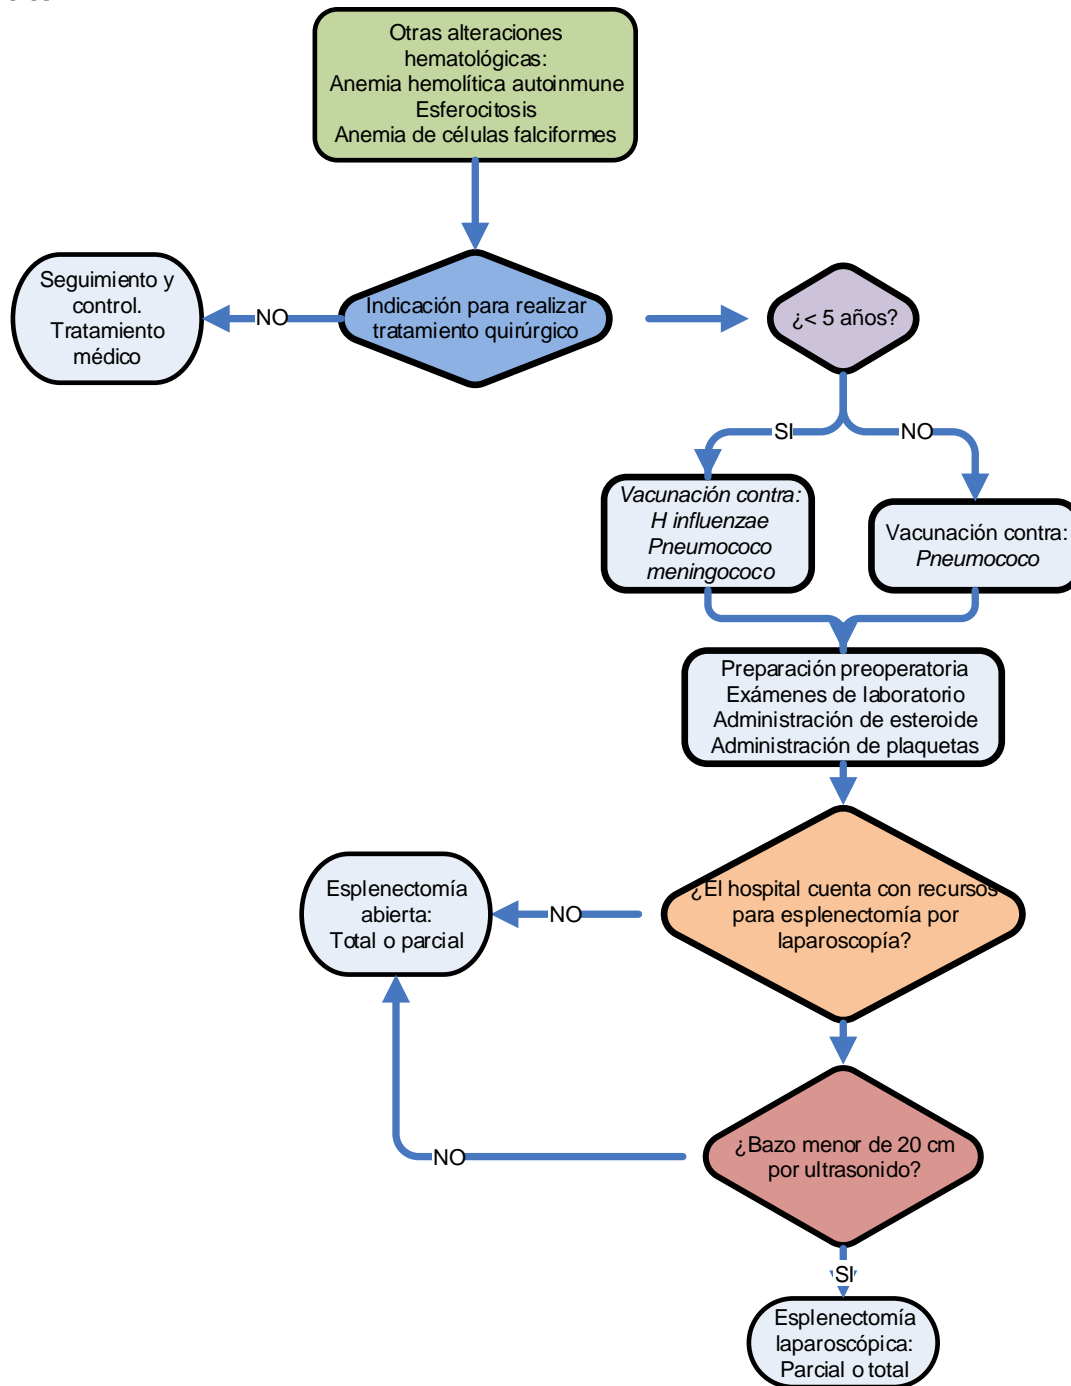 Otras alteraciones
hematológicas:
Anemia hemolítica autoinmune
Esferocitosis
Anemia de células falciformes
Seguimiento y
control.
Tratamiento
médico
NO
Indicación para realizar
tratamiento quirúrgico
¿< 5 años?
SI
NO
Vacunación contra:
H influenzae
Pneumococo
meningococo
Vacunación contra:
Pneumococo
Preparación preoperatoria
Exámenes de laboratorio
Administración de esteroide
Administración de plaquetas
¿El hospital cuenta con recursos
para esplenectomía por
laparoscopía?
NO
Esplenectomía
abierta:
Total o parcial
¿Bazo menor de 20 cm
por ultrasonido?
NO
SI
Esplenectomía
laparoscópica:
Parcial o total